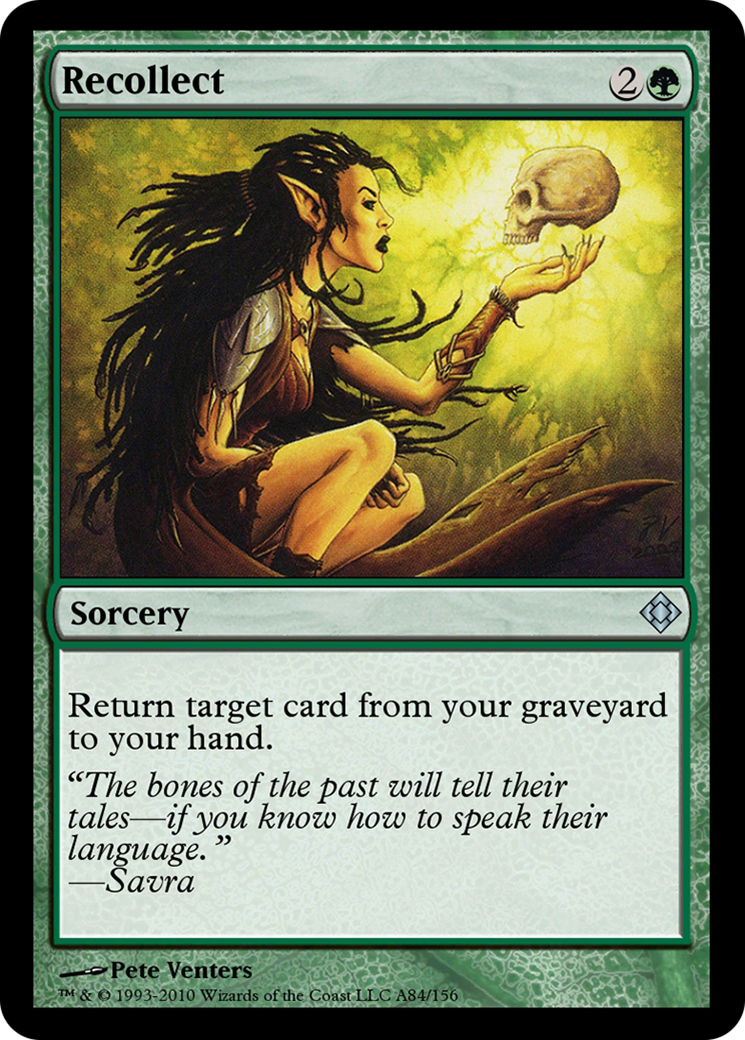 Recollect 2
Sorcery
Return target card from your graveyard
to your hand.
“The bones of the past will tell their
tales—if you know how to speak their
language.”
—Savra
Pete Venters
™ & © 1993-2010 Wizards of the Coast LLC A84/156